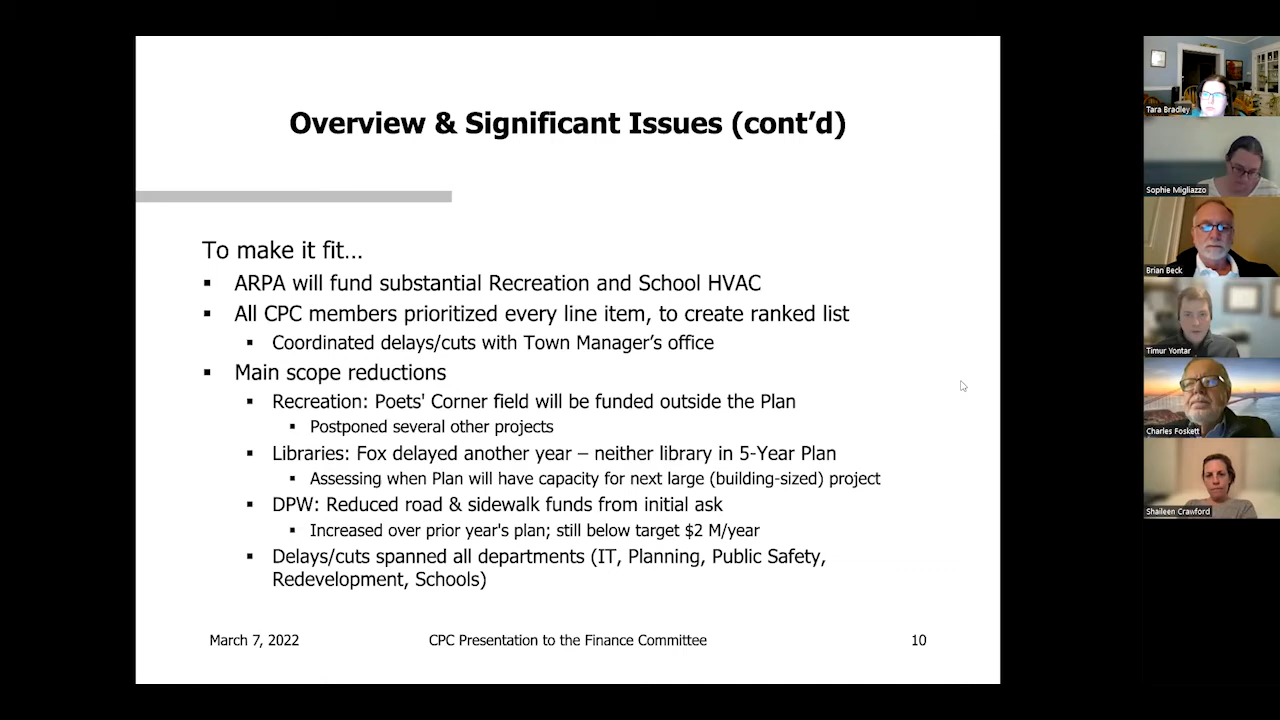 Overview & Significant Issues (cont’d)
To make it fit…
▪ ARPA will fund substantial Recreation and School HVAC
▪ All CPC members prioritized every line item, to create ranked list
▪ Coordinated delays/cuts with Town Manager’s office
▪ Main scope reductions
▪ Recreation: Poets' Corner field will be funded outside the Plan
▪ Postponed several other projects
▪ Libraries: Fox delayed another year – neither library in 5-Year Plan
▪ Assessing when Plan will have capacity for next large (building-sized) project
▪ DPW: Reduced road & sidewalk funds from initial ask
▪ Increased over prior year's plan; still below target $2 M/year
▪ Delays/cuts spanned all departments (IT, Planning, Public Safety,
Redevelopment, Schools)
March 7, 2022
CPC Presentation to the Finance Committee
10
Tara Bradley
Sophie Migliazzo
Brian Beck
Timur Yontar
Charles Foskett
Shaileen Crawford